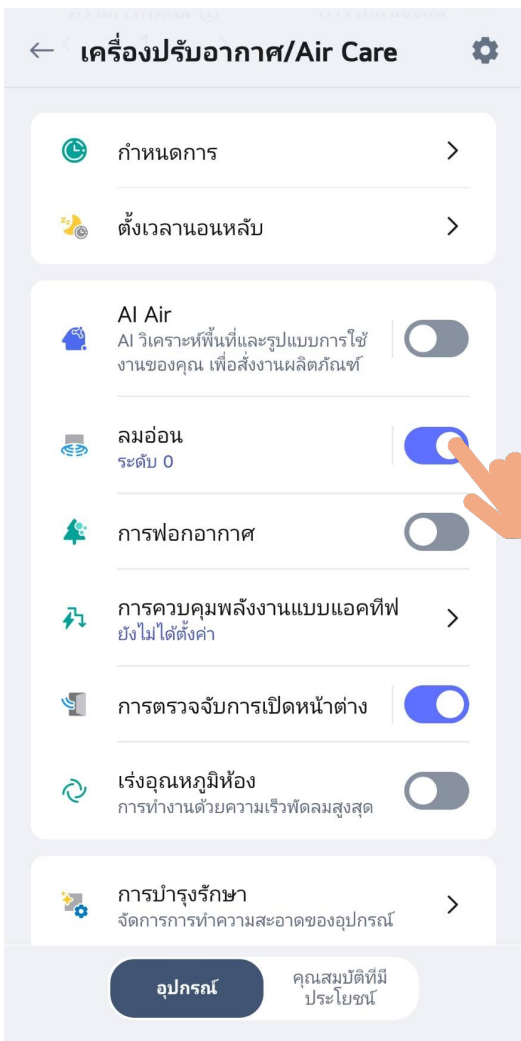 เครื่องปรับอากาศ/Air Care
กำหนดการ
ตั้งเวลานอนหลับ
AI Air
AI วิเคราะห์พื้นที่และรูปแบบการใช้
งานของคุณ เพื่อสั่งงานผลิตภัณฑ์
ลมอ่อน
ระดับ 0
การฟอกอากาศ
การควบคุมพลังงานแบบแอคทีฟ
ยังไม่ได้ตั้งค่า
การตรวจจับการเปิดหน้าต่าง
เร่งอุณหภูมิห้อง
การทำงานด้วยความเร็วพัดลมสูงสุด
การบำรุงรักษา
จัดการการทำความสะอาดของอุปกรณ์
อุปกรณ์
คุณสมบัติที่มี
ประโยชน์